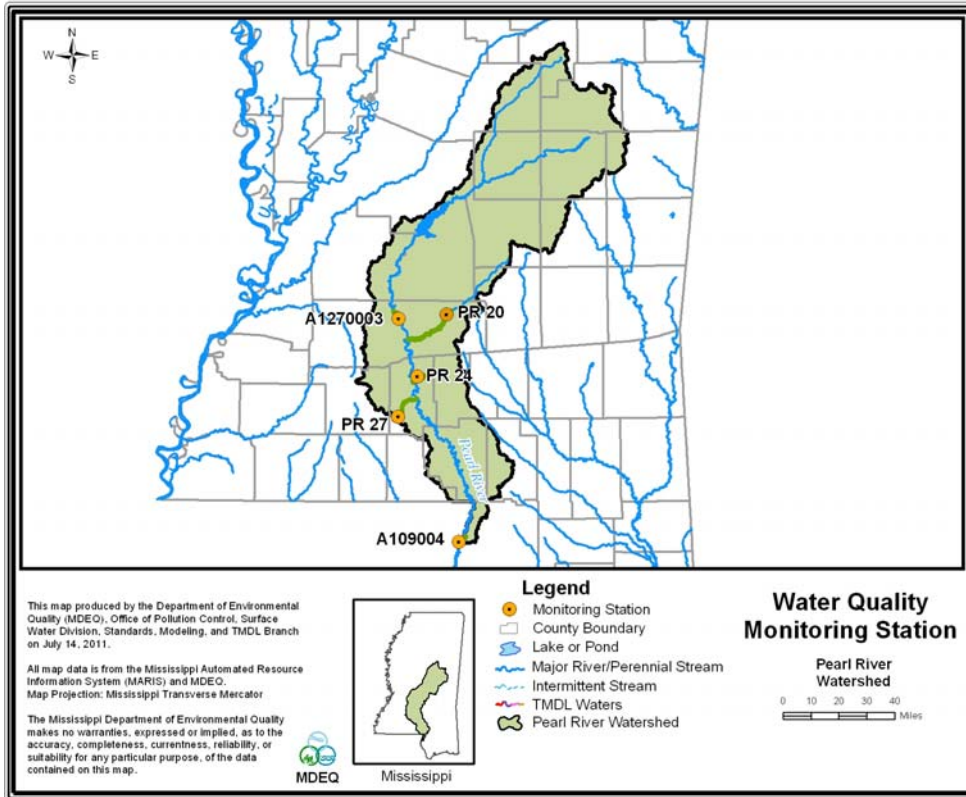 N
W E
S
A1270003
PR 20
PR 24
PR 27
Pearl River
A109004
This map produced by the Department of Environmental
Quality (MDEQ), Office of Pollution Control, Surface
Water Division, Standards, Modeling, and TMDL Branch
on July 14, 2011.
All map data is from the Mississippi Automated Resource
Information System (MARIS) and MDEQ.
Map Projection: Mississippi Transverse Mercator
The Mississippi Department of Environmental Quality
makes no warranties, expressed or implied, as to the
accuracy, completeness, currentness, reliability, or
suitability for any particular purpose, of the data
contained on this map.
MDEQ
Mississippi
Legend
Monitoring Station
County Boundary
Lake or Pond
Major River/Perennial Stream
Intermittent Stream
TMDL Waters
Pearl River Watershed
Water Quality
Monitoring Station
Pearl River
Watershed
0 10 20 30 40
Miles